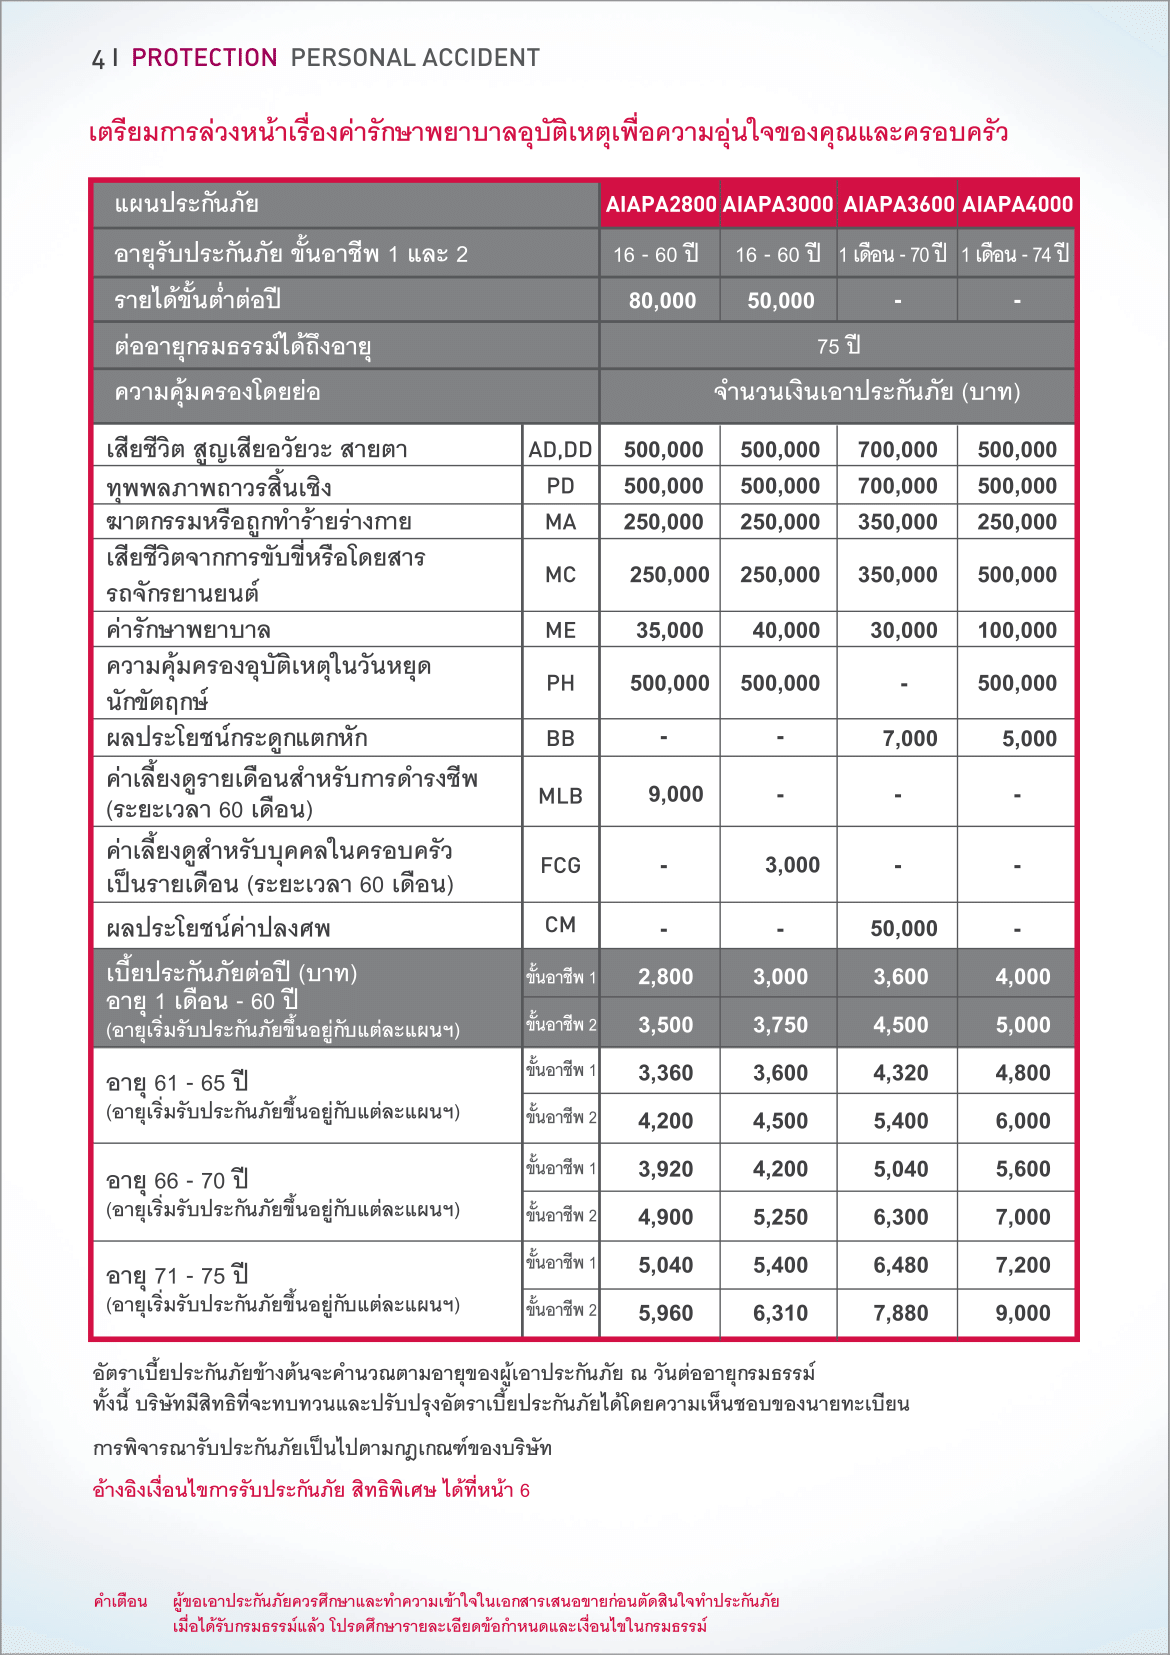 4 I PROTECTION PERSONAL ACCIDENT
เตรียมการล่วงหน้าเรื่องค่ารักษาพยาบาลอุบัติเหตุเพื่อความอุ่นใจของคุณและครอบครัว
แผนประกันภัย AIAPA2800 AIAPA3000 AIAPA3600 AIAPA4000
อายุรับประกันภัย ขั้นอาชีพ 1 และ 2 16 - 60 ปี 16 - 60 ปี 1 เดือน - 70 ปี 1 เดือน - 74 ปี
รายได้ขั้นต่ำต่อปี 80,000 50,000 - -
ต่ออายุกรมธรรม์ได้ถึงอายุ 75 ปี
ความคุ้มครองโดยย่อ จำนวนเงินเอาประกันภัย (บาท)
เสียชีวิต สูญเสียอวัยวะ สายตา AD,DD 500,000 500,000 700,000 500,000
ทุพพลภาพถาวรสิ้นเชิง PD 500,000 500,000 700,000 500,000
ฆาตกรรมหรือถูกทำร้ายร่างกาย MA 250,000 250,000 350,000 250,000
เสียชีวิตจากการขับขี่หรือโดยสาร
รถจักรยานยนต์ MC 250,000 250,000 350,000 500,000
ค่ารักษาพยาบาล ME 35,000 40,000 30,000 100,000
ความคุ้มครองอุบัติเหตุในวันหยุด
นักขัตฤกษ์ PH 500,000 500,000 - 500,000
ผลประโยชน์กระดูกแตกหัก BB - - 7,000 5,000
ค่าเลี้ยงดูรายเดือนสำหรับการดำรงชีพ
(ระยะเวลา 60 เดือน) MLB 9,000 - - -
ค่าเลี้ยงดูสำหรับบุคคลในครอบครัว
เป็นรายเดือน (ระยะเวลา 60 เดือน) FCG - 3,000 - -
ผลประโยชน์ค่าปลงศพ CM - - 50,000 -
เบี้ยประกันภัยต่อปี (บาท) ขั้นอาชีพ 1 2,800 3,000 3,600 4,000
อายุ 1 เดือน - 60 ปี
(อายุเริ่มรับประกันภัยขึ้นอยู่กับแต่ละแผนฯ) ขั้นอาชีพ 2 3,500 3,750 4,500 5,000
อายุ 61 - 65 ปี ขั้นอาชีพ 1 3,360 3,600 4,320 4,800
(อายุเริ่มรับประกันภัยขึ้นอยู่กับแต่ละแผนฯ) ขั้นอาชีพ 2 4,200 4,500 5,400 6,000
อายุ 66 - 70 ปี ขั้นอาชีพ 1 3,920 4,200 5,040 5,600
(อายุเริ่มรับประกันภัยขึ้นอยู่กับแต่ละแผนฯ) ขั้นอาชีพ 2 4,900 5,250 6,300 7,000
อายุ 71 - 75 ปี ขั้นอาชีพ 1 5,040 5,400 6,480 7,200
(อายุเริ่มรับประกันภัยขึ้นอยู่กับแต่ละแผนฯ) ขั้นอาชีพ 2 5,960 6,310 7,880 9,000
อัตราเบี้ยประกันภัยข้างต้นจะคำนวณตามอายุของผู้เอาประกันภัย ณ วันต่ออายุกรมธรรม์
ทั้งนี้ บริษัทมีสิทธิที่จะทบทวนและปรับปรุงอัตราเบี้ยประกันภัยได้โดยความเห็นชอบของนายทะเบียน
การพิจารณารับประกันภัยเป็นไปตามกฎเกณฑ์ของบริษัท
อ้างอิงเงื่อนไขการรับประกันภัย สิทธิพิเศษ ได้ที่หน้า 6
คำเตือน ผู้ขอเอาประกันภัยควรศึกษาและทำความเข้าใจในเอกสารเสนอขายก่อนตัดสินใจทำประกันภัย
เมื่อได้รับกรมธรรม์แล้ว โปรดศึกษารายละเอียดข้อกำหนดและเงื่อนไขในกรมธรรม์